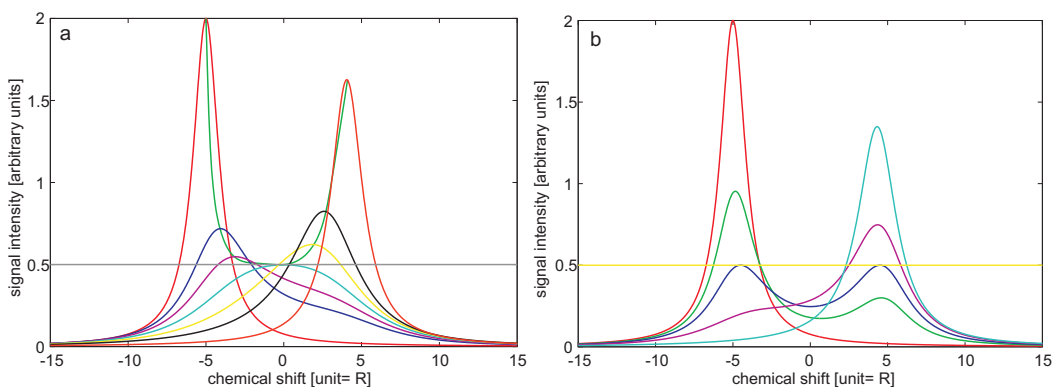 a
2
1.5
1
0.5
0
-15 -10 -5 0 5 10 15
chemical shift [unit= R]
signal intensity [arbitrary units]
b
2
1.5
1
0.5
0
-15 -10 -5 0 5 10 15
chemical shift [unit= R]
signal intensity [arbitrary units]